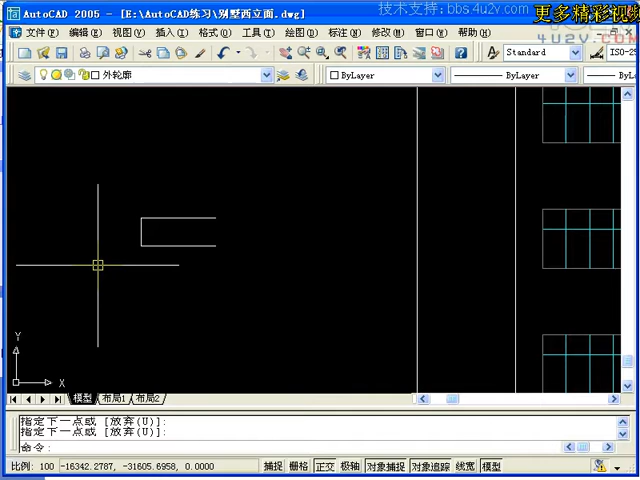 AutoCAD 2005 - [E:\AutoCAD练习\别墅西立面.dwg]
技术支持: bbs.4u2v.com
更多精彩视
文件(F) 编辑(E) 视图(V) 插入(I) 格式(O) 工具(T) 绘图(D) 标注(N) 修改(M) 窗口(W) 帮助(H)
4U2V.COM
Standard
ISO-25
外轮廓
ByLayer
ByLayer
Y
X
模型 布局1 布局2
指定下一点或 [放弃(U)]:
指定下一点或 [放弃(U)]:
命令:
比例: 100 -16342.2787, -31605.6958, 0.0000 捕捉 栅格 正交 极轴 对象捕捉 对象追踪 线宽 模型